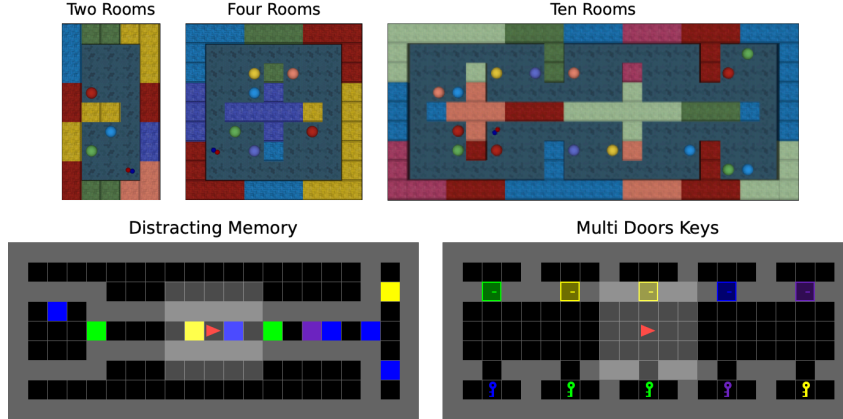 Two Rooms
Four Rooms
Ten Rooms
Distracting Memory
Multi Doors Keys